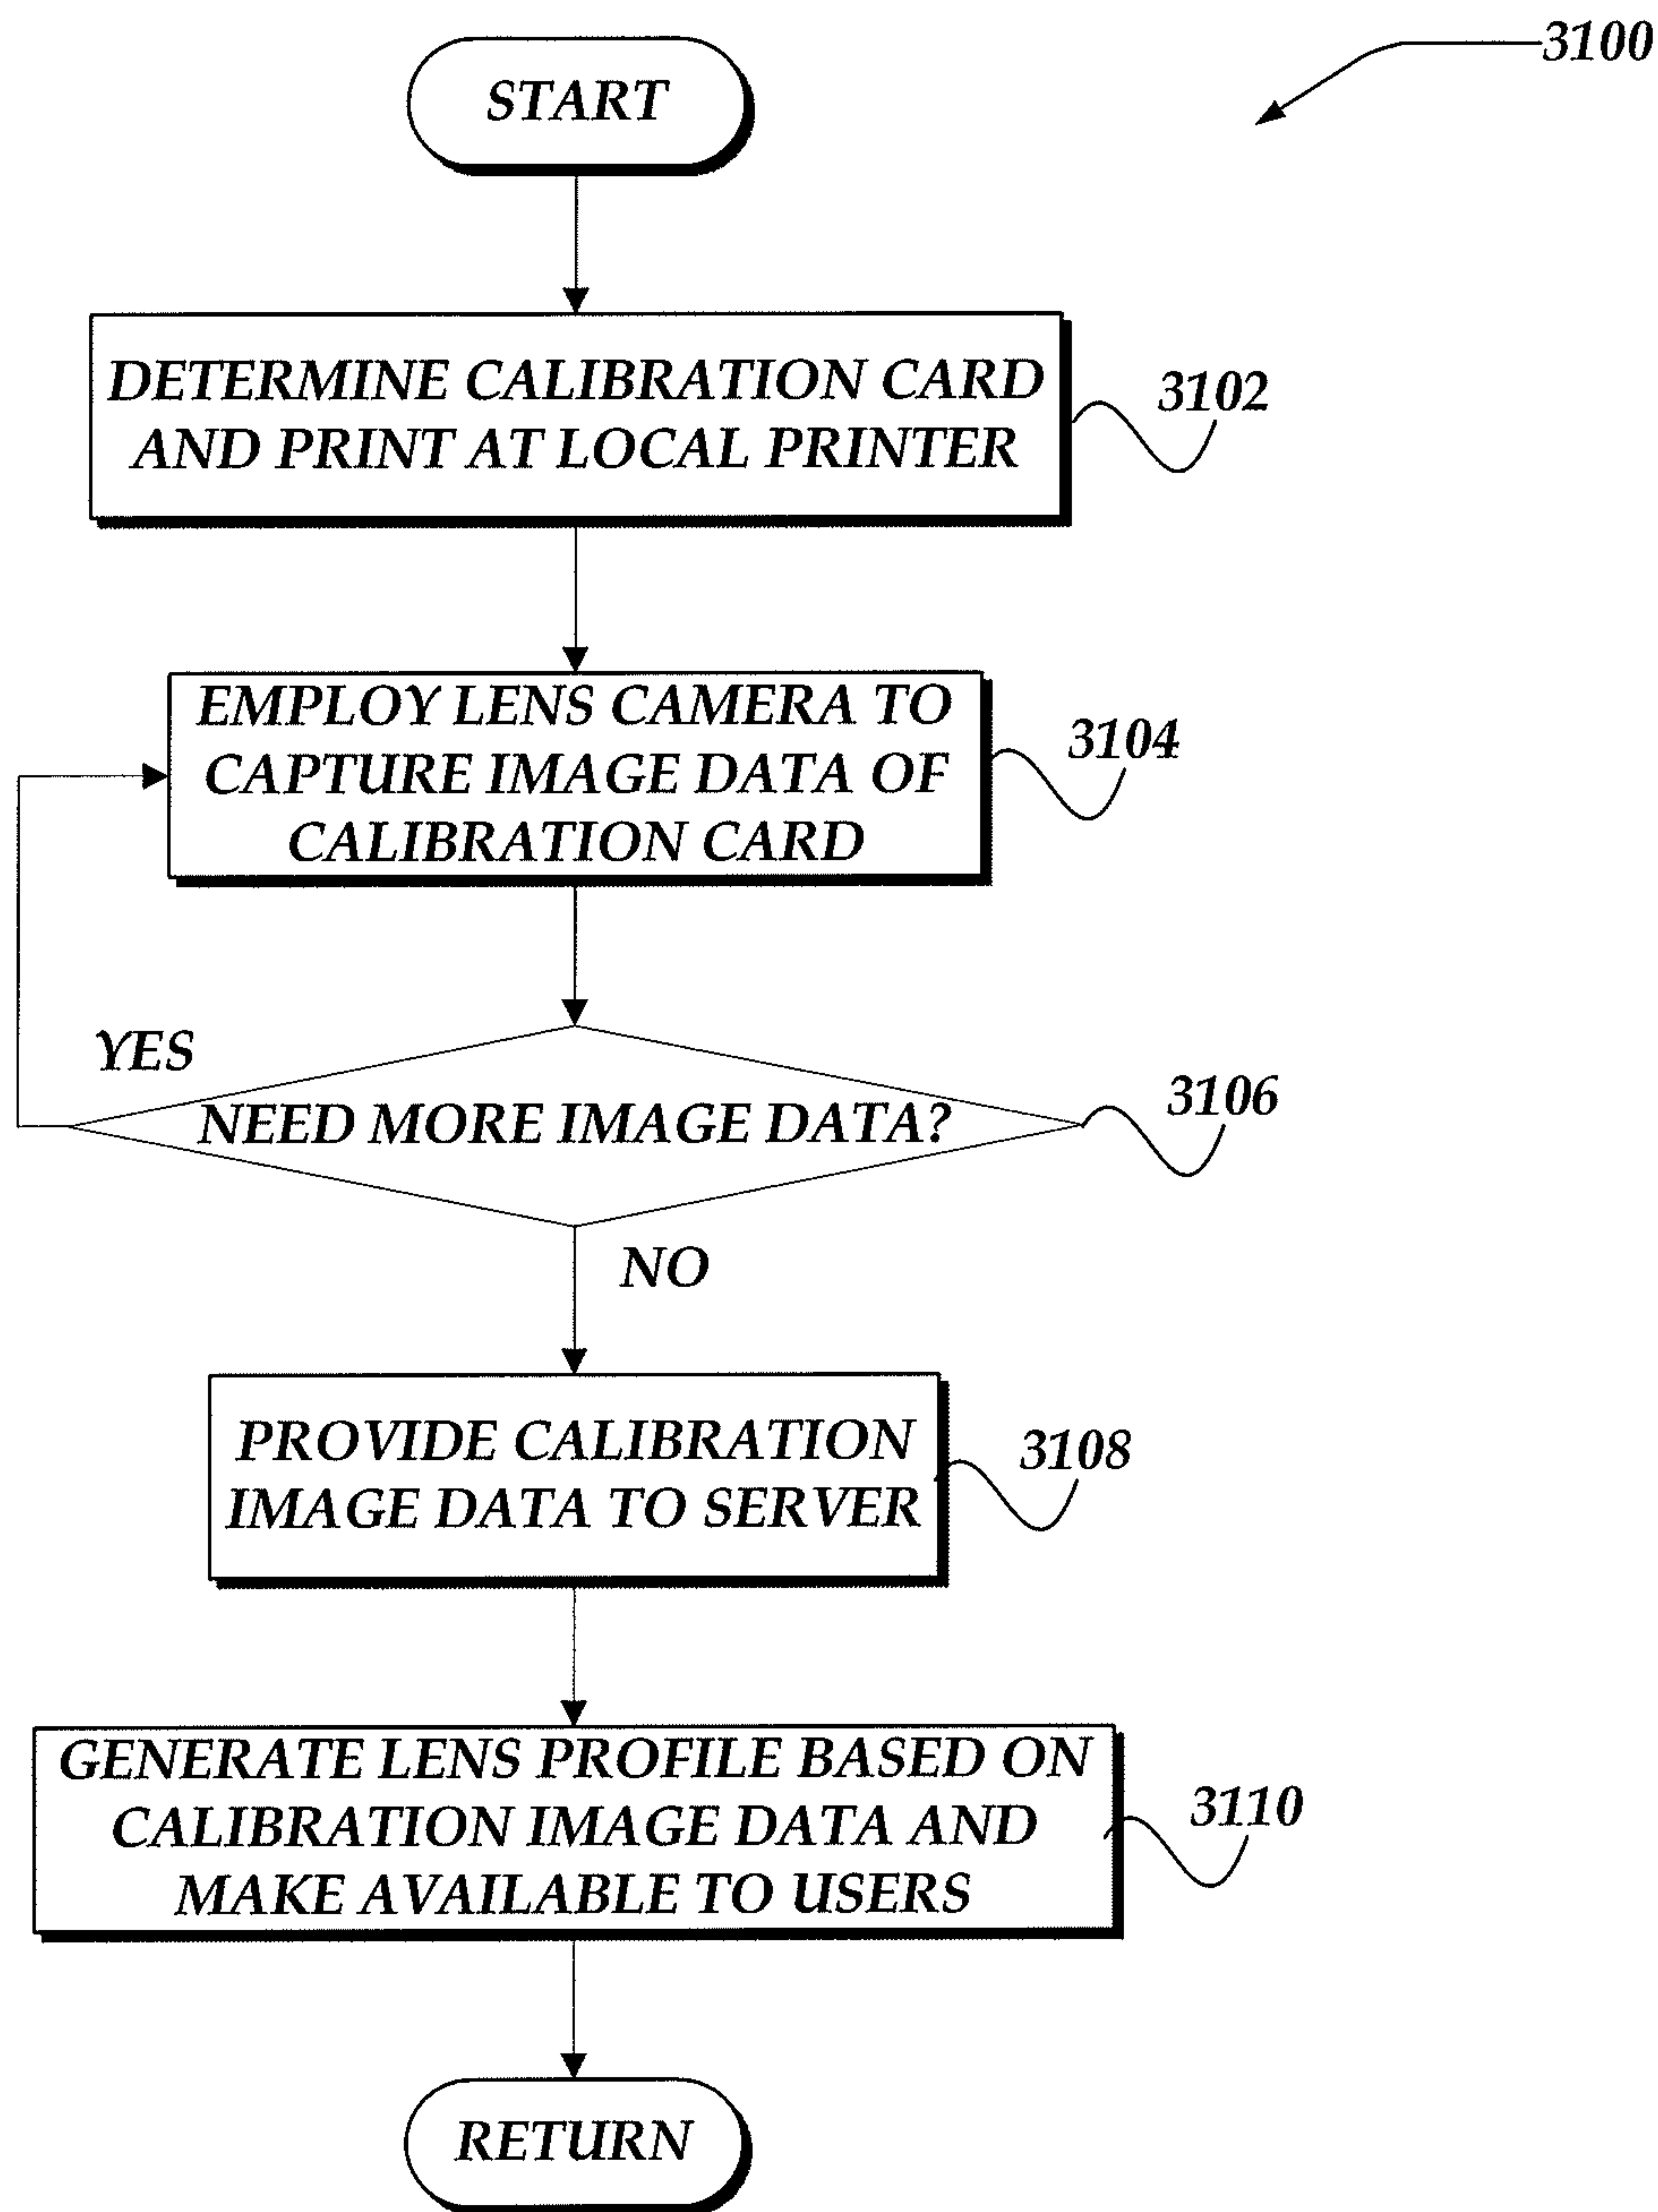 3100
START
DETERMINE CALIBRATION CARD
AND PRINT AT LOCAL PRINTER
3102
EMPLOY LENS CAMERA TO
CAPTURE IMAGE DATA OF
CALIBRATION CARD
3104
YES
NEED MORE IMAGE DATA?
3106
NO
PROVIDE CALIBRATION
IMAGE DATA TO SERVER
3108
GENERATE LENS PROFILE BASED ON
CALIBRATION IMAGE DATA AND
MAKE AVAILABLE TO USERS
3110
RETURN